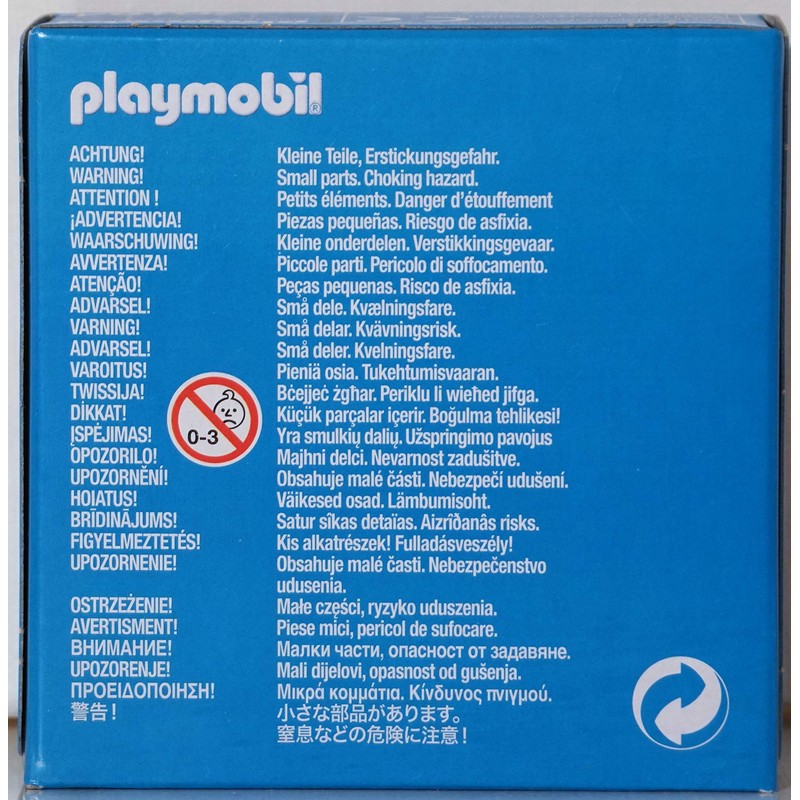 playmobil®
ACHTUNG! Kleine Teile, Erstickungsgefahr.
WARNING! Small parts. Choking hazard.
ATTENTION ! Petits éléments. Danger d'étouffement
¡ADVERTENCIA! Piezas pequeñas. Riesgo de asfixia.
WAARSCHUWING! Kleine onderdelen. Verstikkingsgevaar.
AVVERTENZA! Piccole parti. Pericolo di soffocamento.
ATENÇÃO! Peças pequenas. Risco de asfixia.
ADVARSEL! Små dele. Kvælningsfare.
VARNING! Små delar. Kvävningsrisk.
ADVARSEL! Små deler. Kvelningsfare.
VAROITUS! Pieniä osia. Tukehtumisvaaran.
TWISSIJA! Bċejjeċ żgħar. Periklu li wieħed jifga.
DİKKAT! Küçük parçalar içerir. Boğulma tehlikesi!
ĮSPĖJIMAS! Yra smulkių dalių. Užspringimo pavojus
0-3
OPOZORILO! Majhni delci. Nevarnost zadušitve.
UPOZORNĚNÍ! Obsahuje malé části. Nebezpečí udušení.
HOIATUS! Väikesed osad. Lämbumisoht.
BRĪDINĀJUMS! Satur sîkas detaïas. Aizrîðanâs risks.
FIGYELMEZTETÉS! Kis alkatrészek! Fulladásveszély!
UPOZORNENIE! Obsahuje malé časti. Nebezpečenstvo
udusenia.
OSTRZEŻENIE! Małe części, ryzyko uduszenia.
AVERTISMENT! Piese mici, pericol de sufocare.
ВНИМАНИЕ! Малки части, опасност от задавяне.
UPOZORENJE! Mali dijelovi, opasnost od gušenja.
ΠΡΟΕΙΔΟΠΟΙΗΣΗ! Μικρά κομμάτια. Κίνδυνος πνιγμού.
警告！ 小さな部品があります。
窒息などの危険に注意！